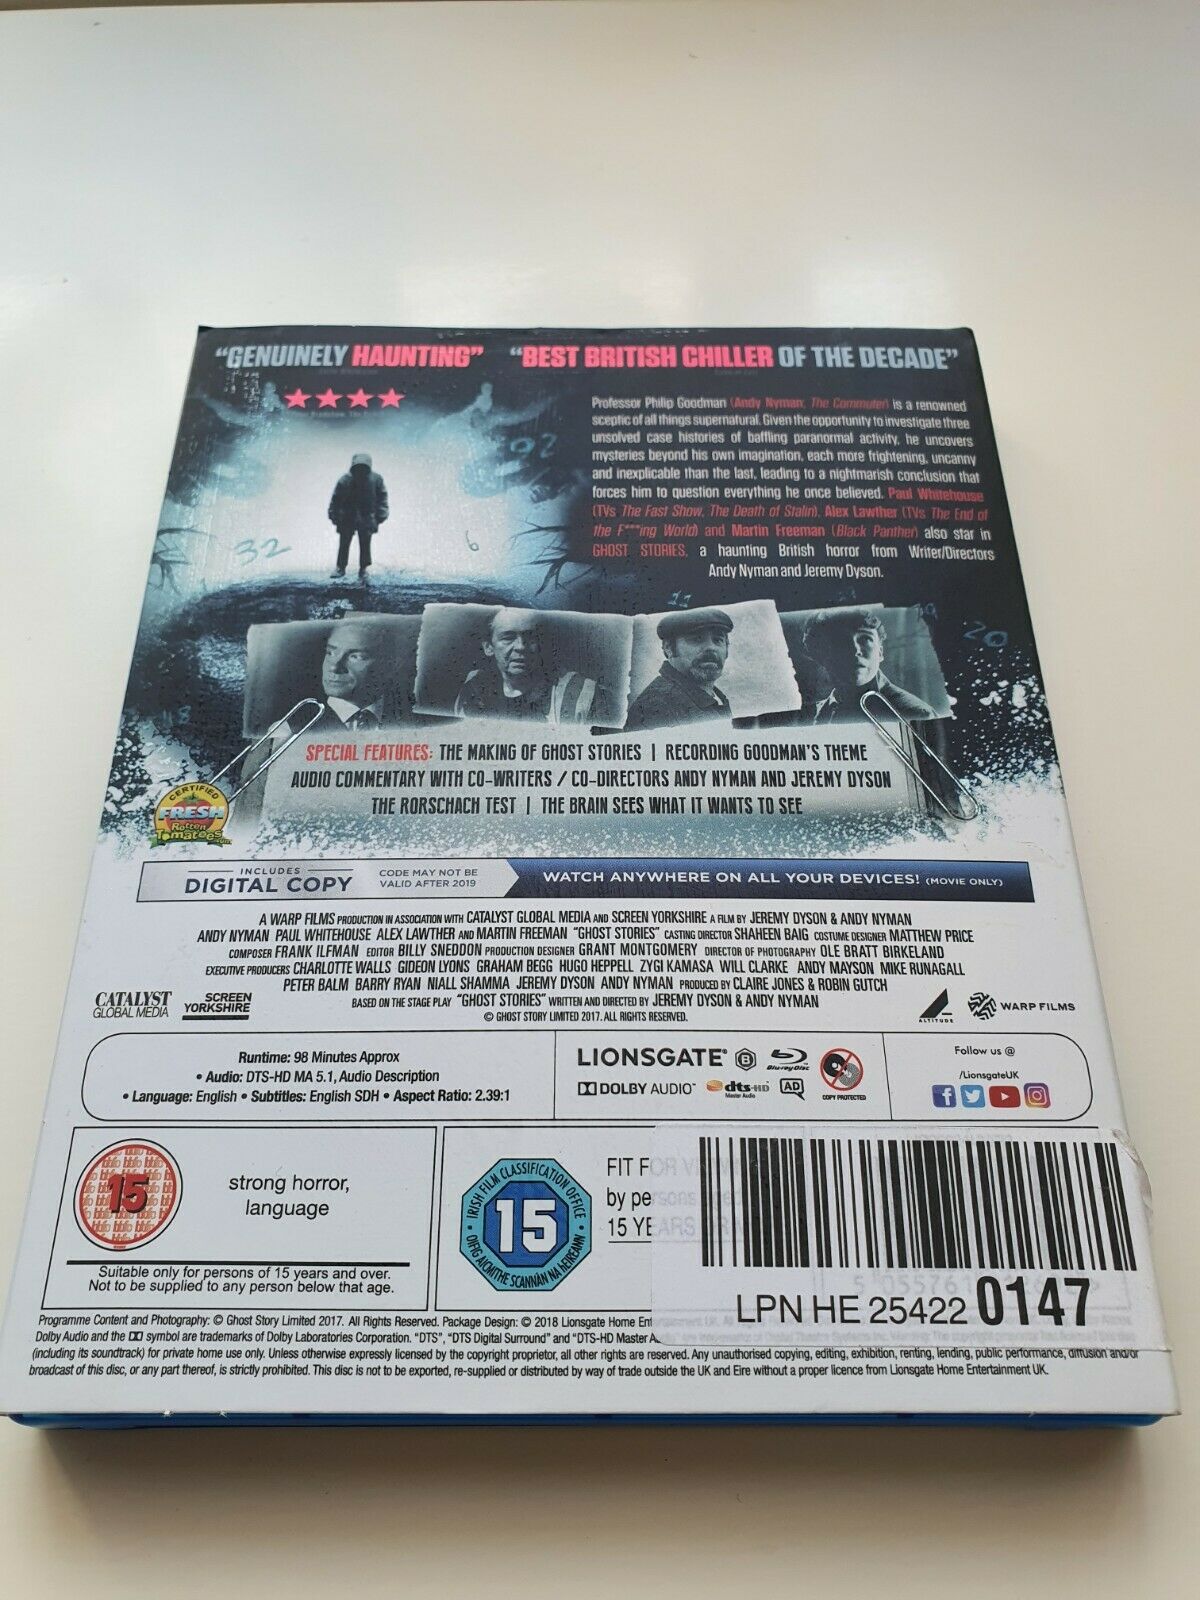 “GENUINELY HAUNTING”
“BEST BRITISH CHILLER OF THE DECADE”
Professor Philip Goodman (Andy Nyman; The Commuter) is a renowned
sceptic of all things supernatural. Given the opportunity to investigate three
unsolved case histories of baffling paranormal activity, he uncovers
mysteries beyond his own imagination, each more frightening, uncanny
and inexplicable than the last, leading to a nightmarish conclusion that
forces him to question everything he once believed. Paul Whitehouse
(TVs The Fast Show, The Death of Stalin), Alex Lawther (TVs The End of
the F***ing World) and Martin Freeman (Black Panther) also star in
GHOST STORIES, a haunting British horror from Writer/Directors
Andy Nyman and Jeremy Dyson.
32
6
20
SPECIAL FEATURES: THE MAKING OF GHOST STORIES | RECORDING GOODMAN'S THEME
AUDIO COMMENTARY WITH CO-WRITERS / CO-DIRECTORS ANDY NYMAN AND JEREMY DYSON
THE RORSCHACH TEST | THE BRAIN SEES WHAT IT WANTS TO SEE
CERTIFIED
FRESH
Rotten
Tomatoes
INCLUDES
DIGITAL COPY
CODE MAY NOT BE
VALID AFTER 2019
WATCH ANYWHERE ON ALL YOUR DEVICES! (MOVIE ONLY)
A WARP FILMS PRODUCTION IN ASSOCIATION WITH CATALYST GLOBAL MEDIA AND SCREEN YORKSHIRE A FILM BY JEREMY DYSON & ANDY NYMAN
ANDY NYMAN PAUL WHITEHOUSE ALEX LAWTHER AND MARTIN FREEMAN “GHOST STORIES” CASTING DIRECTOR SHAHEEN BAIG COSTUME DESIGNER MATTHEW PRICE
COMPOSER FRANK ILFMAN EDITOR BILLY SNEDDON PRODUCTION DESIGNER GRANT MONTGOMERY DIRECTOR OF PHOTOGRAPHY OLE BRATT BIRKELAND
EXECUTIVE PRODUCERS CHARLOTTE WALLS GIDEON LYONS GRAHAM BEGG HUGO HEPPELL ZYGI KAMASA WILL CLARKE ANDY MAYSON MIKE RUNAGALL
PETER BALM BARRY RYAN NIALL SHAMMA JEREMY DYSON ANDY NYMAN PRODUCED BY CLAIRE JONES & ROBIN GUTCH
BASED ON THE STAGE PLAY “GHOST STORIES” WRITTEN AND DIRECTED BY JEREMY DYSON & ANDY NYMAN
© GHOST STORY LIMITED 2017. ALL RIGHTS RESERVED.
CATALYST
GLOBAL MEDIA
SCREEN
YORKSHIRE
ALTITUDE
WARP FILMS
Runtime: 98 Minutes Approx
• Audio: DTS-HD MA 5.1, Audio Description
• Language: English • Subtitles: English SDH • Aspect Ratio: 2.39:1
LIONSGATE B Blu-ray Disc
DOLBY AUDIO dts-HD Master Audio AD
COPY PROTECTED
Follow us @
/LionsgateUK
15
strong horror,
language
Suitable only for persons of 15 years and over.
Not to be supplied to any person below that age.
IRISH FILM CLASSIFICATION OFFICE
15
OIFIG AICMITHE SCANNÁN NA hÉIREANN
FIT FOR VIEWING
by persons aged
15 YEARS OR
LPN HE 25422 0147
Programme Content and Photography: © Ghost Story Limited 2017. All Rights Reserved. Package Design: © 2018 Lionsgate Home Ent
Dolby Audio and the DD symbol are trademarks of Dolby Laboratories Corporation. “DTS”, “DTS Digital Surround” and “DTS-HD Master A
(including its soundtrack) for private home use only. Unless otherwise expressly licensed by the copyright proprietor, all other rights are reserved. Any unauthorised copying, editing, exhibition, renting, lending, public performance, diffusion and/or
broadcast of this disc, or any part thereof, is strictly prohibited. This disc is not to be exported, re-supplied or distributed by way of trade outside the UK and Eire without a proper licence from Lionsgate Home Entertainment UK.